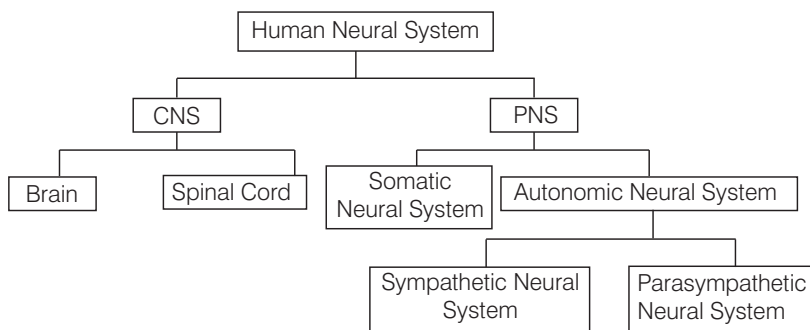 Human Neural System
CNS
PNS
Brain
Spinal Cord
Somatic
Neural System
Autonomic Neural System
Sympathetic Neural
System
Parasympathetic
Neural System